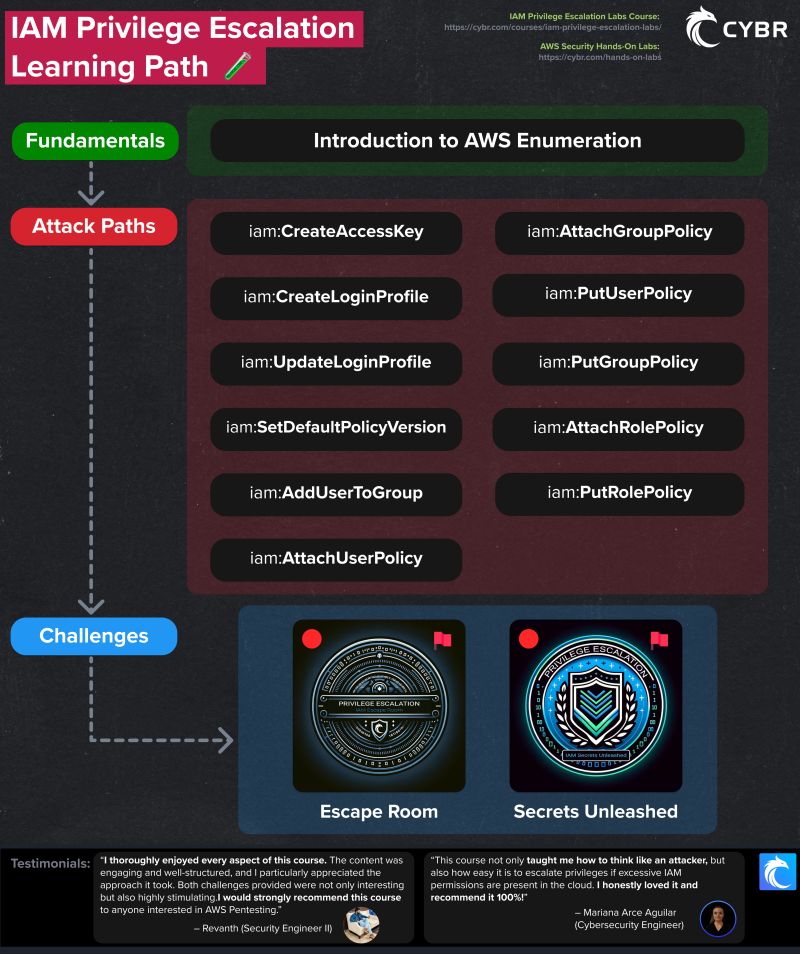 IAM Privilege Escalation
Learning Path
IAM Privilege Escalation Labs Course:
https://cybr.com/courses/iam-privilege-escalation-labs/
AWS Security Hands-On Labs:
https://cybr.com/hands-on-labs
CYBR
Fundamentals
Introduction to AWS Enumeration
Attack Paths
iam:CreateAccessKey
iam:AttachGroupPolicy
iam:CreateLoginProfile
iam:PutUserPolicy
iam:UpdateLoginProfile
iam:PutGroupPolicy
iam:SetDefaultPolicyVersion
iam:AttachRolePolicy
iam:AddUserToGroup
iam:PutRolePolicy
iam:AttachUserPolicy
Challenges
PRIVILEGE ESCALATION
IAM Escape Room
Escape Room
PRIVILEGE ESCALATION
IAM Secrets Unleashed
Secrets Unleashed
Testimonials:
“I thoroughly enjoyed every aspect of this course. The content was
engaging and well-structured, and I particularly appreciated the
approach it took. Both challenges provided were not only interesting
but also highly stimulating.I would strongly recommend this course
to anyone interested in AWS Pentesting.”
– Revanth (Security Engineer II)
“This course not only taught me how to think like an attacker, but
also how easy it is to escalate privileges if excessive IAM
permissions are present in the cloud. I honestly loved it and
recommend it 100%!”
– Mariana Arce Aguilar
(Cybersecurity Engineer)